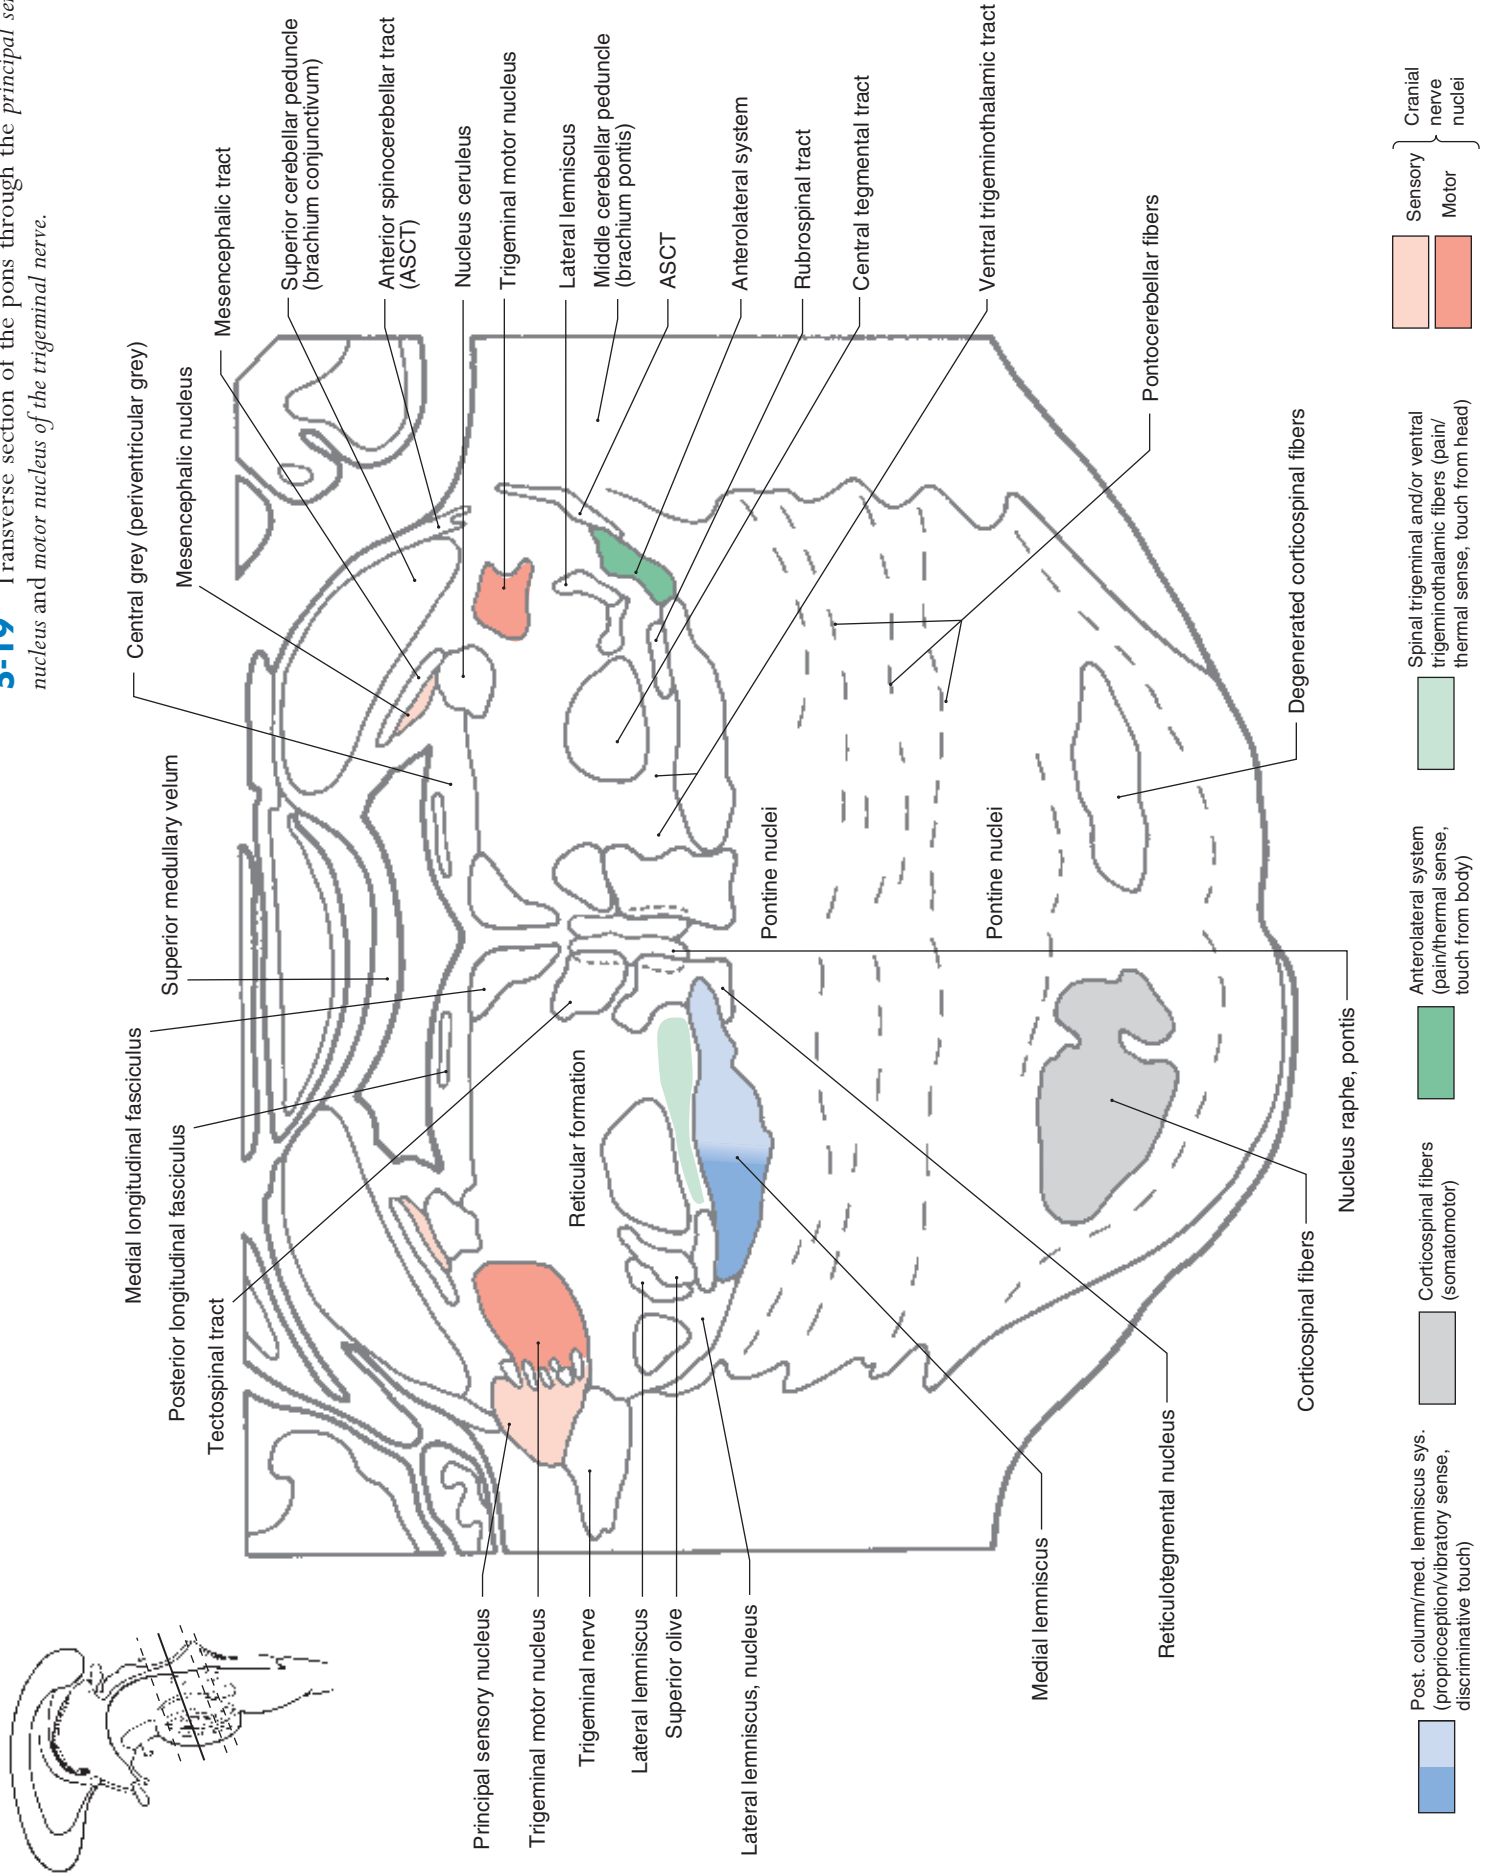 5-19 Transverse section of the pons through the principal
nucleus and motor nucleus of the trigeminal nerve.
Superior medullary velum
Medial longitudinal fasciculus
Posterior longitudinal fasciculus
Tectospinal tract
Central grey (periventricular grey)
Mesencephalic nucleus
Mesencephalic tract
Superior cerebellar peduncle
(brachium conjunctivum)
Anterior spinocerebellar tract
(ASCT)
Nucleus ceruleus
Trigeminal motor nucleus
Lateral lemniscus
Middle cerebellar peduncle
(brachium pontis)
ASCT
Anterolateral system
Rubrospinal tract
Central tegmental tract
Ventral trigeminothalamic tract
Pontocerebellar fibers
Degenerated corticospinal fibers
Reticular formation
Pontine nuclei
Pontine nuclei
Principal sensory nucleus
Trigeminal motor nucleus
Trigeminal nerve
Lateral lemniscus
Superior olive
Lateral lemniscus, nucleus
Medial lemniscus
Reticulotegmental nucleus
Corticospinal fibers
Nucleus raphe, pontis
Post. column/med. lemniscus sys.
(proprioception/vibratory sense,
discriminative touch)
Corticospinal fibers
(somatomotor)
Anterolateral system
(pain/thermal sense,
touch from body)
Spinal trigeminal and/or ventral
trigeminothalamic fibers (pain/
thermal sense, touch from head)
Sensory
Motor
Cranial
nerve
nuclei